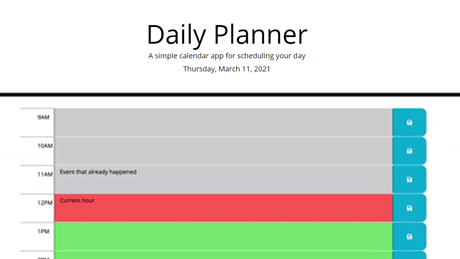 Daily Planner
A simple calendar app for scheduling your day
Thursday, March 11, 2021
9AM
10AM
11AM Event that already happened
12PM Current hour
1PM